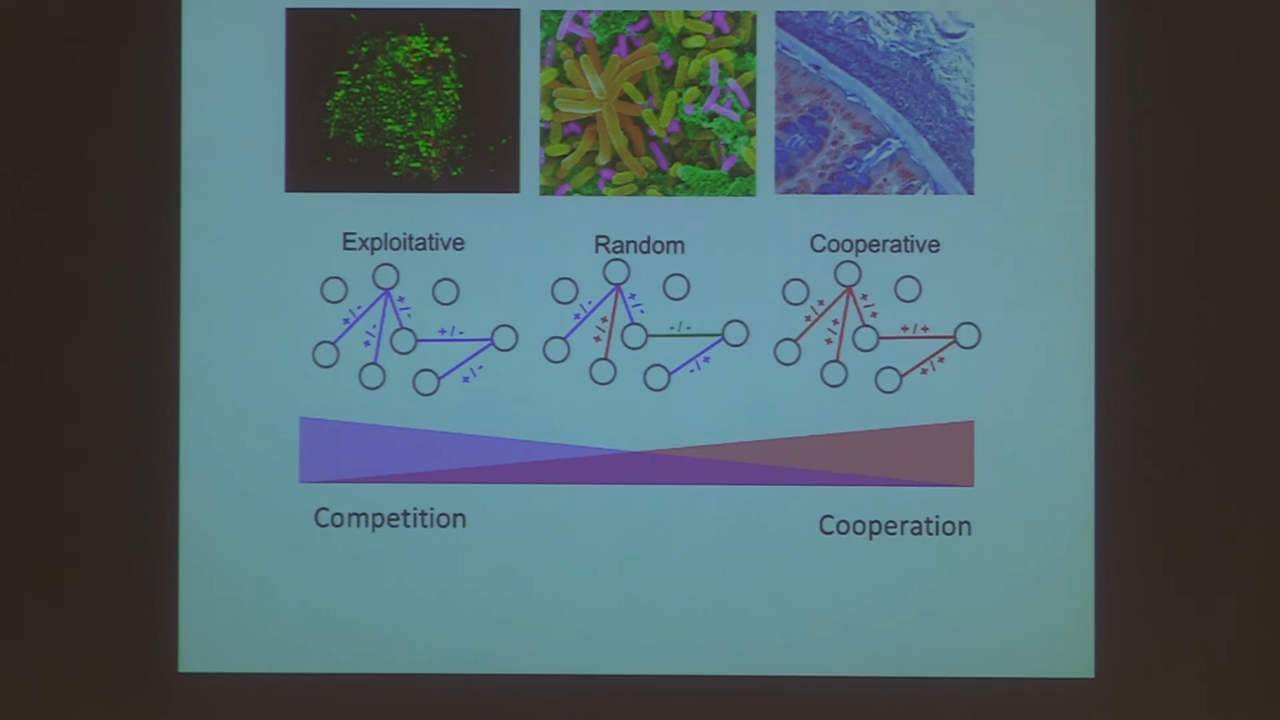 Exploitative Random Cooperative
+/- +/- +/- +/- +/-
+/- +/+ +/- -/- -/+
+/+ +/+ +/+ +/+ +/+
Competition Cooperation